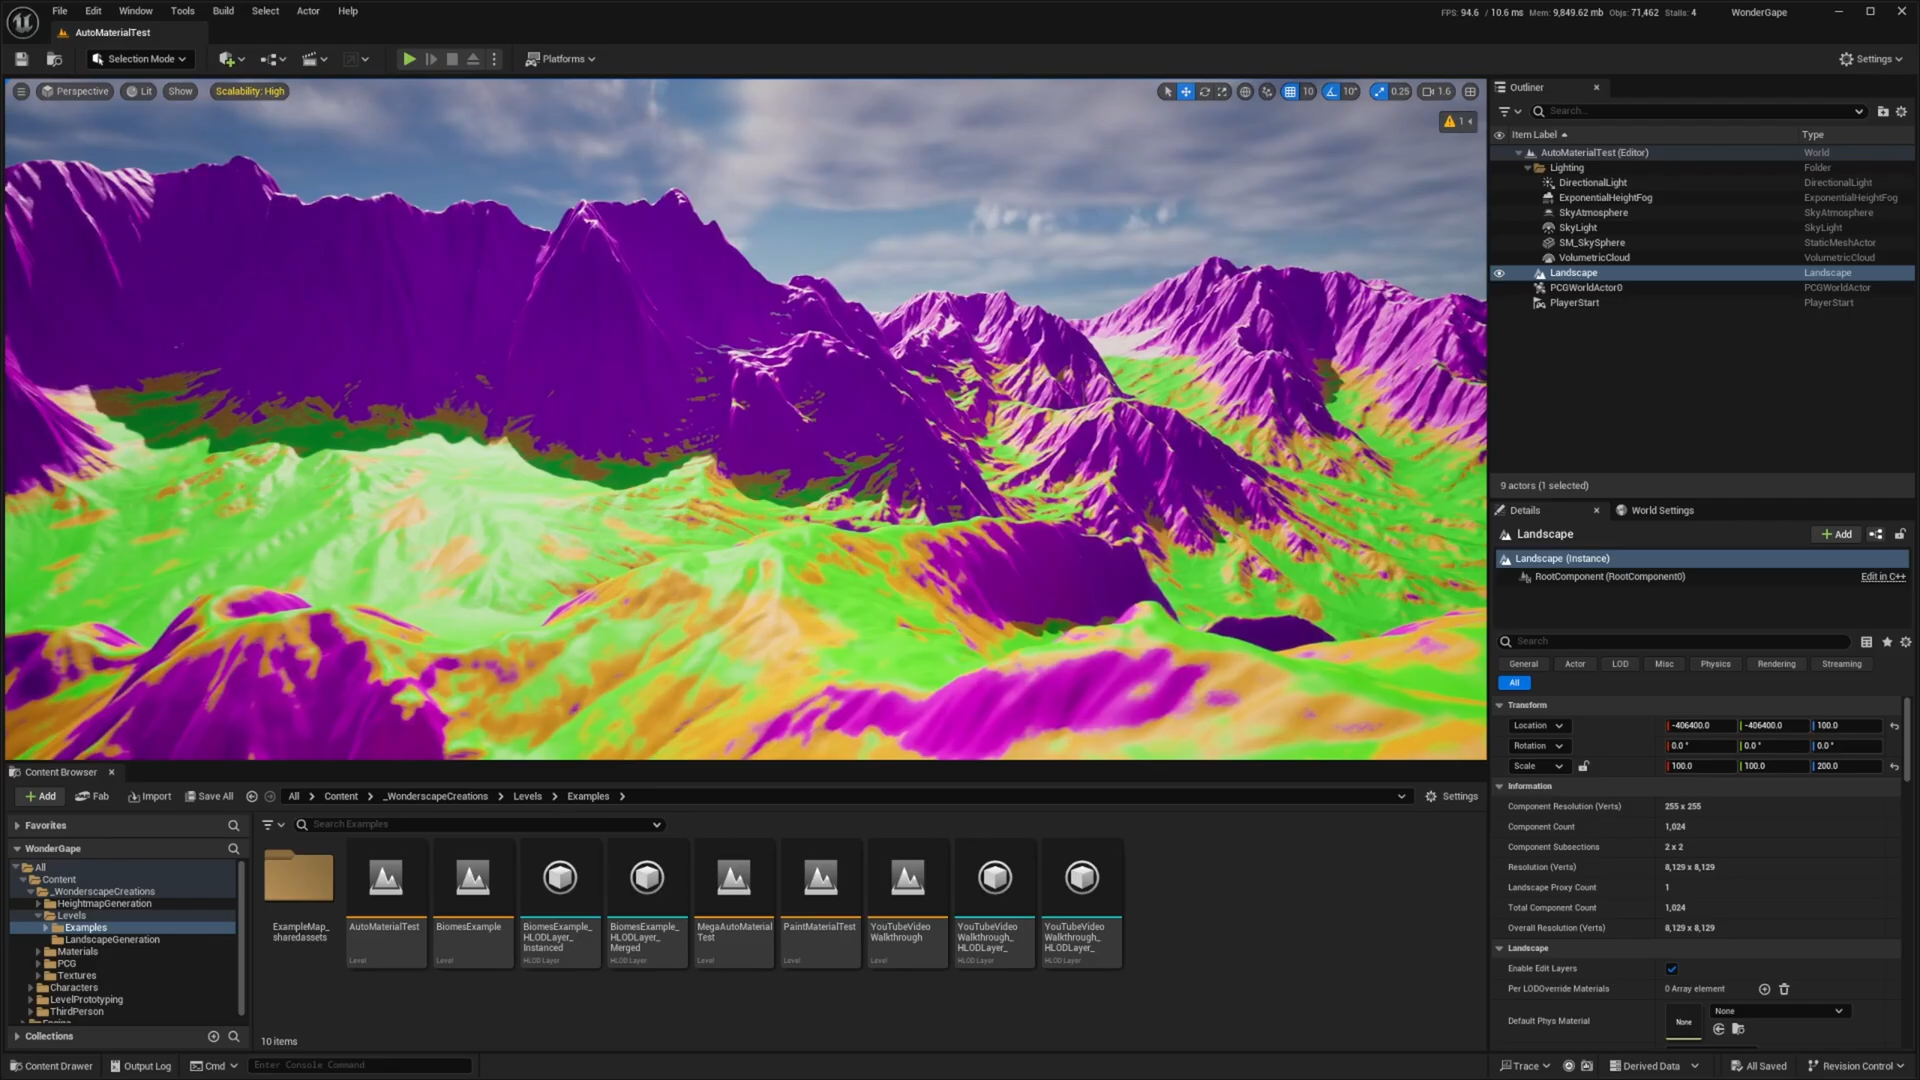 File Edit Window Tools Build Select Actor Help
FPS: 94.6 / 10.6 ms Mem: 9,849.62 mb Objs: 71,462 Stalls: 4 WonderGape
AutoMaterialTest
Selection Mode
Platforms
Settings
Perspective Lit Show Scalability: High
10 10° 0.25 1.6
1
Outliner
Search...
Item Label Type
AutoMaterialTest (Editor) World
Lighting Folder
DirectionalLight DirectionalLight
ExponentialHeightFog ExponentialHeightFog
SkyAtmosphere SkyAtmosphere
SkyLight SkyLight
SM_SkySphere StaticMeshActor
VolumetricCloud VolumetricCloud
Landscape Landscape
PCGWorldActor0 PCGWorldActor
PlayerStart PlayerStart
9 actors (1 selected)
Details World Settings
Landscape
Add
Landscape (Instance)
RootComponent (RootComponent0) Edit in C++
Search
General Actor LOD Misc Physics Rendering Streaming
All
Transform
Location -406400.0 -406400.0 100.0
Rotation 0.0 ° 0.0 ° 0.0 °
Scale 100.0 100.0 200.0
Information
Component Resolution (Verts) 255 x 255
Component Count 1,024
Component Subsections 2 x 2
Resolution (Verts) 8,129 x 8,129
Landscape Proxy Count 1
Total Component Count 1,024
Overall Resolution (Verts) 8,129 x 8,129
Landscape
Enable Edit Layers
Per LODOverride Materials 0 Array element
Default Phys Material None None
Content Browser
Add Fab Import Save All All Content _WonderscapeCreations Levels Examples Settings
Favorites
Search Examples
WonderGape
All
Content
_WonderscapeCreations
HeightmapGeneration
Levels
Examples
LandscapeGeneration
Materials
PCG
Textures
Characters
LevelPrototyping
ThirdPerson
Collections
ExampleMap_
sharedassets
AutoMaterialTest
Level
BiomesExample
Level
BiomesExample_
HLODLayer_
Instanced
HLOD Layer
BiomesExample_
HLODLayer_
Merged
HLOD Layer
MegaAutoMaterial
Test
Level
PaintMaterialTest
Level
YouTubeVideo
Walkthrough
Level
YouTubeVideo
Walkthrough_
HLODLayer_
HLOD Layer
YouTubeVideo
Walkthrough_
HLODLayer_
HLOD Layer
10 items
Content Drawer Output Log Cmd Enter Console Command
Trace Derived Data All Saved Revision Control